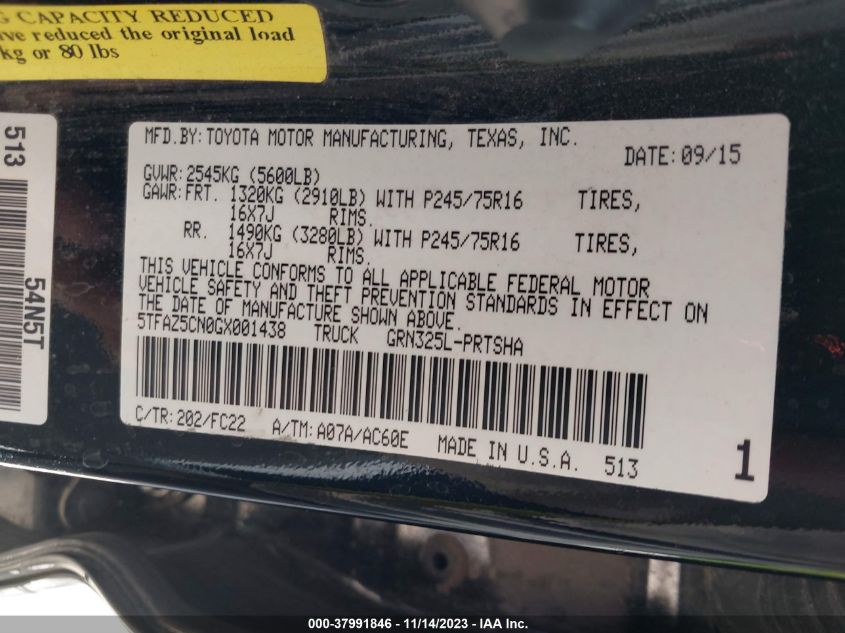 G CAPACITY REDUCED
ve reduced the original load
kg or 80 lbs
513
54N5T
MFD.BY:TOYOTA MOTOR MANUFACTURING, TEXAS, INC.
DATE:09/15
GVWR:2545KG (5600LB)
GAWR:FRT. 1320KG (2910LB) WITH P245/75R16 TIRES,
16X7J RIMS.
RR. 1490KG (3280LB) WITH P245/75R16 TIRES,
16X7J RIMS.
THIS VEHICLE CONFORMS TO ALL APPLICABLE FEDERAL MOTOR
VEHICLE SAFETY AND THEFT PREVENTION STANDARDS IN EFFECT ON
THE DATE OF MANUFACTURE SHOWN ABOVE.
5TFAZ5CN0GX001438 TRUCK GRN325L-PRTSHA
C/TR:202/FC22 A/TM:A07A/AC60E MADE IN U.S.A. 513
1
000-37991846 - 11/14/2023 - IAA Inc.